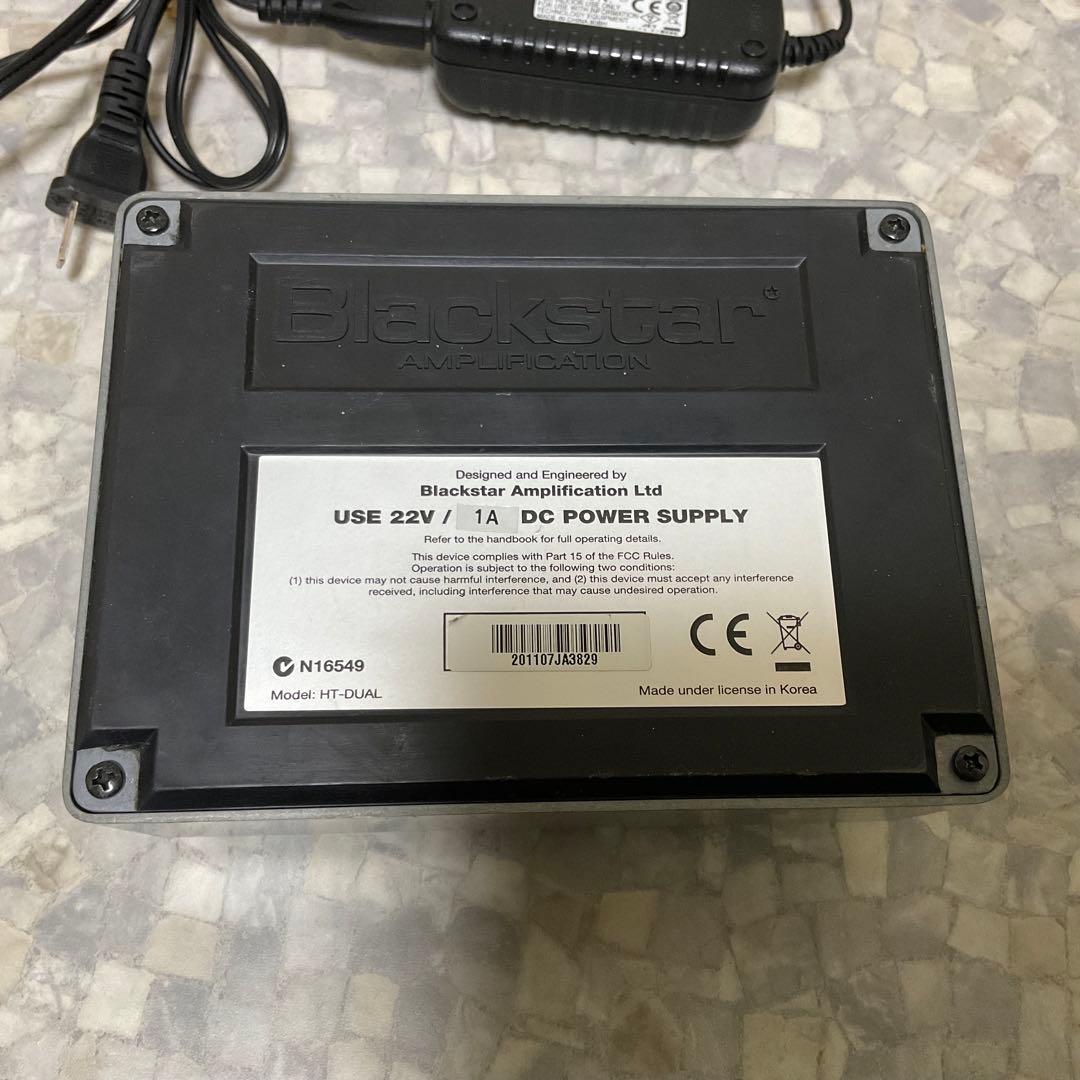 MADE IN CHINA
Blackstar
AMPLIFICATION
Designed and Engineered by
Blackstar Amplification Ltd
USE 22V / 1A DC POWER SUPPLY
Refer to the handbook for full operating details.
This device complies with Part 15 of the FCC Rules.
Operation is subject to the following two conditions:
(1) this device may not cause harmful interference, and (2) this device must accept any interference
received, including interference that may cause undesired operation.
201107JA3829
CE
N16549
Model: HT-DUAL
Made under license in Korea